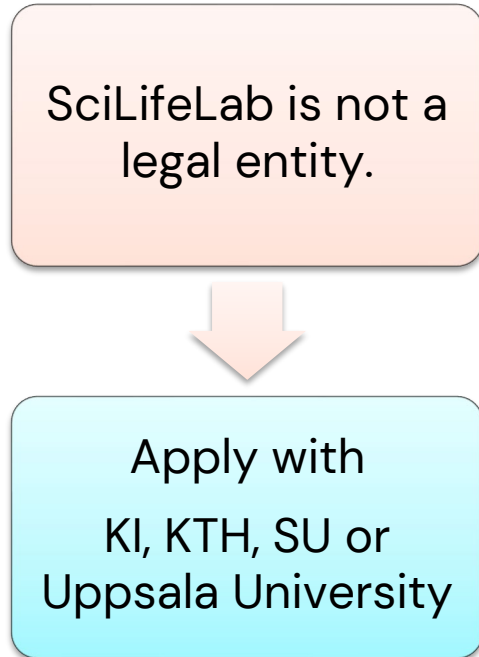 SciLifeLab is not a
legal entity.
Apply with
KI, KTH, SU or
Uppsala University